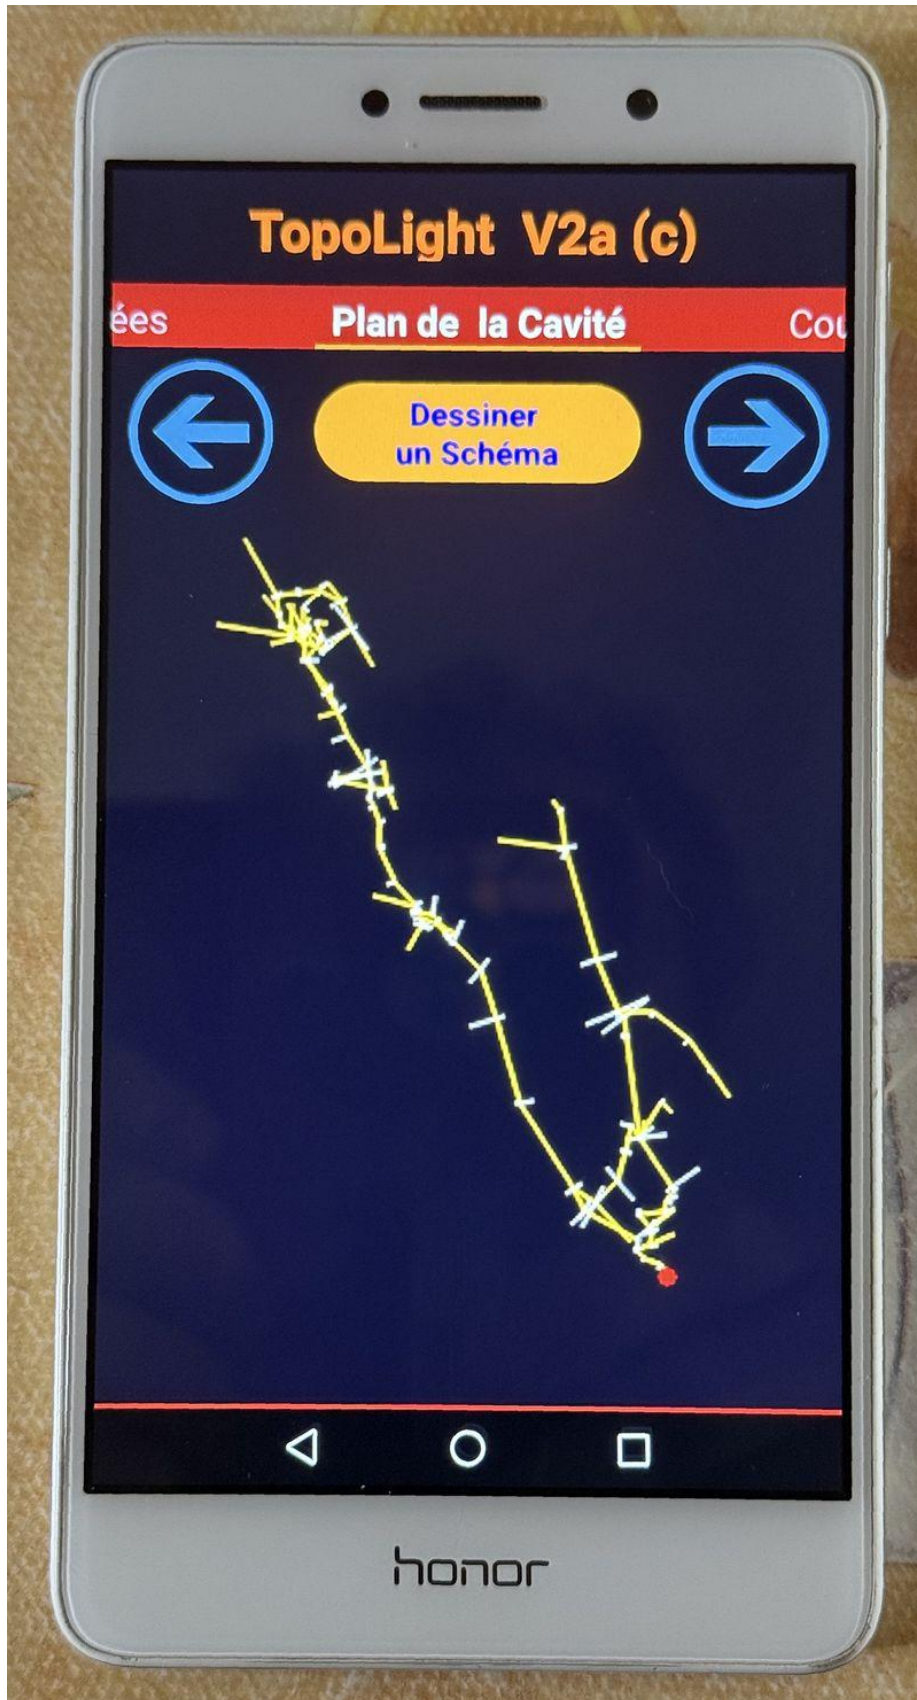 TopoLight V2a (c)
ées Plan de la Cavité Cou
Dessiner
un Schéma
honor